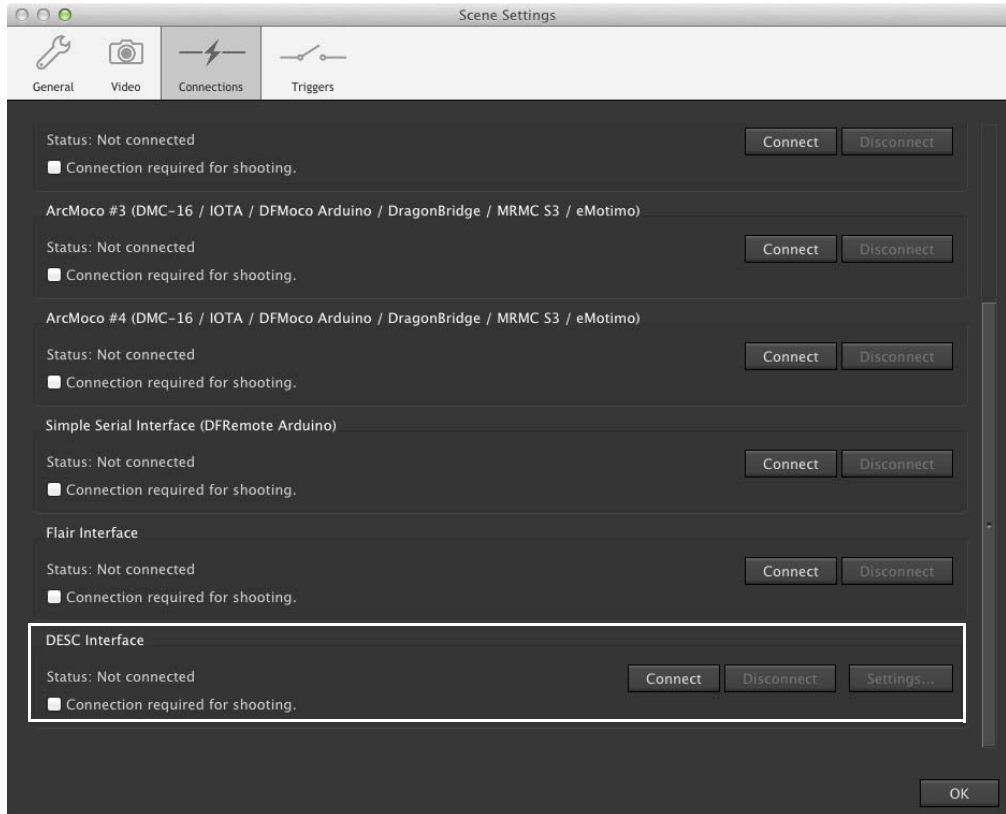 Scene Settings
General
Video
Connections
Triggers
Status: Not connected
Connect
Disconnect
Connection required for shooting.
ArcMoco #3 (DMC-16 / IOTA / DFMoco Arduino / DragonBridge / MRMC S3 / eMotimo)
Status: Not connected
Connect
Disconnect
Connection required for shooting.
ArcMoco #4 (DMC-16 / IOTA / DFMoco Arduino / DragonBridge / MRMC S3 / eMotimo)
Status: Not connected
Connect
Disconnect
Connection required for shooting.
Simple Serial Interface (DFRemote Arduino)
Status: Not connected
Connect
Disconnect
Connection required for shooting.
Flair Interface
Status: Not connected
Connect
Disconnect
Connection required for shooting.
DESC Interface
Status: Not connected
Connect
Disconnect
Settings...
Connection required for shooting.
OK